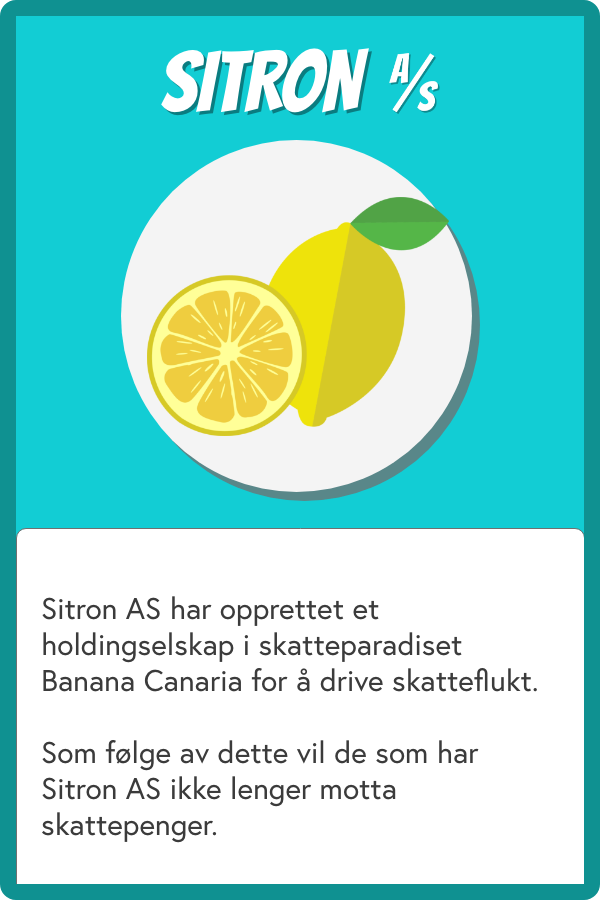 SITRON A/S
Sitron AS har opprettet et
holdingselskap i skatteparadiset
Banana Canaria for å drive skatteflukt.
Som følge av dette vil de som har
Sitron AS ikke lenger motta
skattepenger.